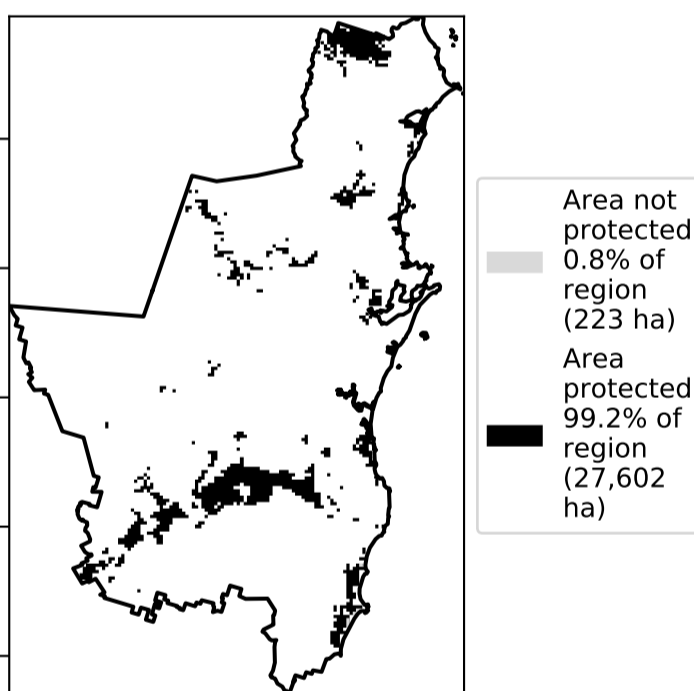 Area not
protected
0.8% of
region
(223 ha)
Area
protected
99.2% of
region
(27,602
ha)